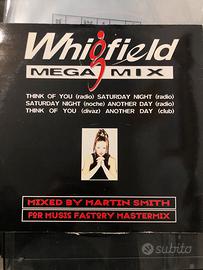 Whigfield
MEGA MIX
THINK OF YOU (radio) SATURDAY NIGHT (radio)
SATURDAY NIGHT (noche) ANOTHER DAY (radio)
THINK OF YOU (divaz) ANOTHER DAY (club)
MIXED BY MARTIN SMITH
FOR MUSIC FACTORY MASTERMIX
subito